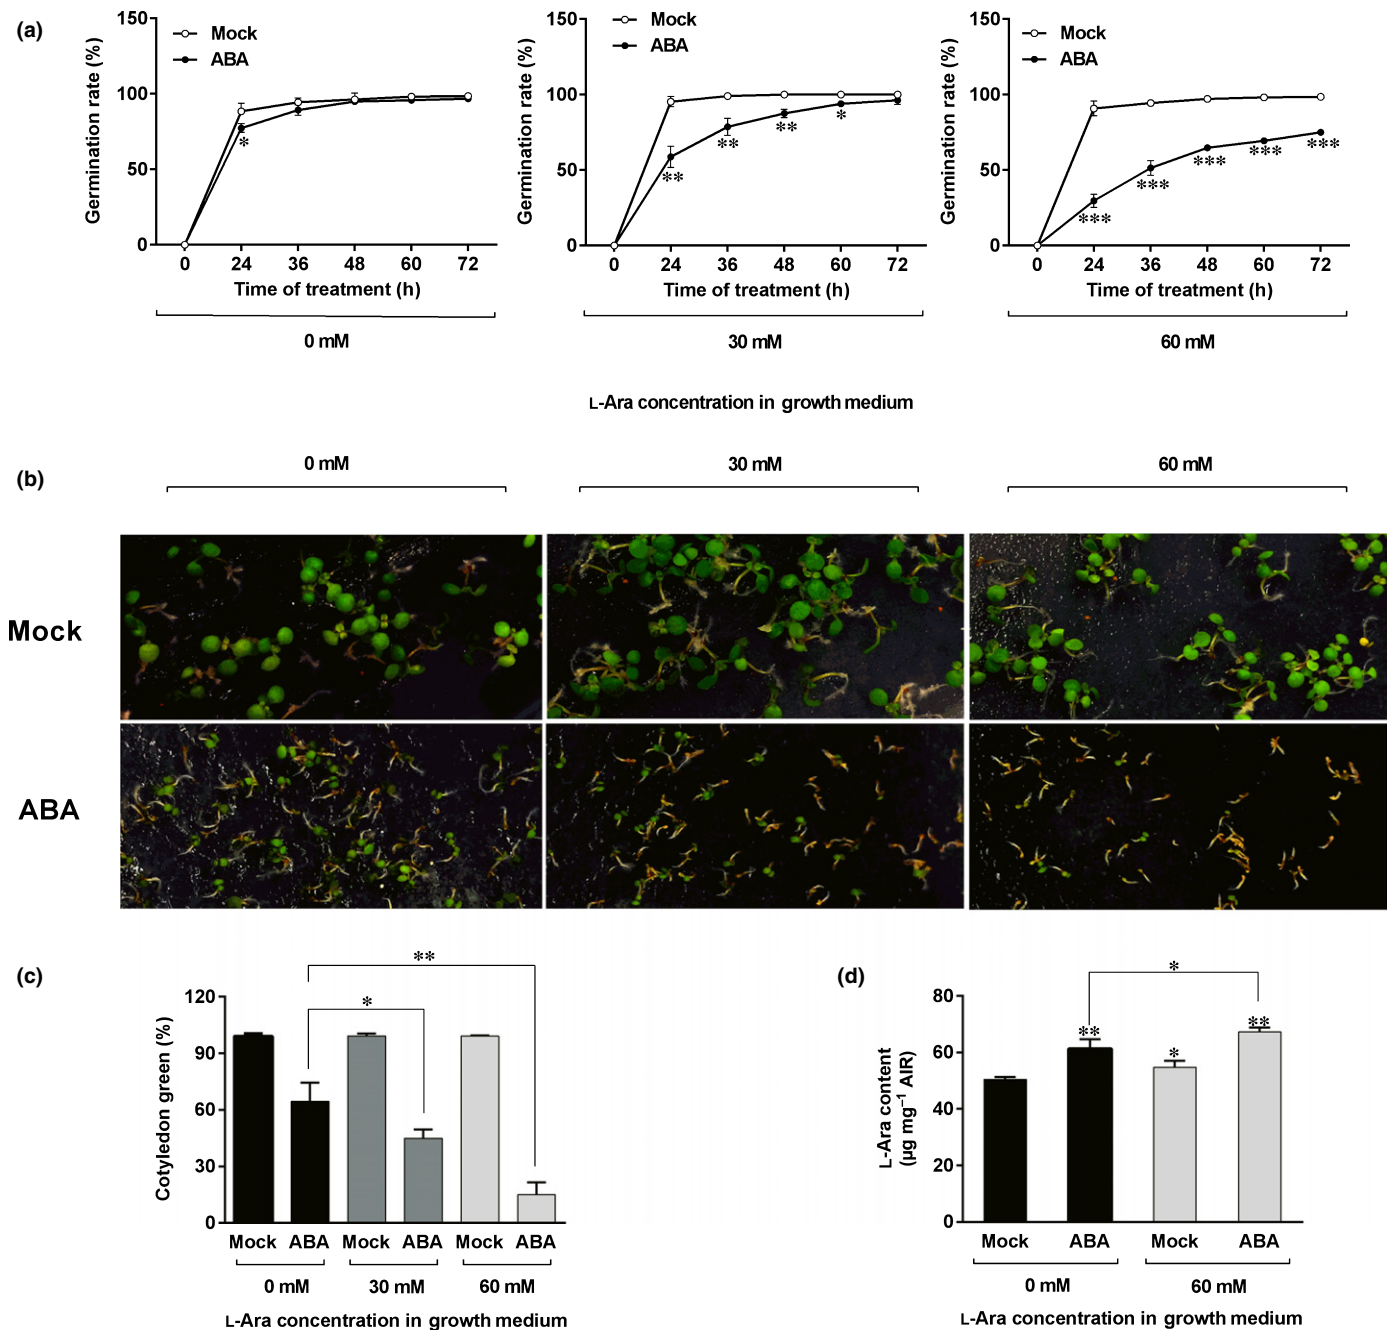 (a)
150
100
50
0
Germination rate (%)
Mock
ABA
*
0 24 36 48 60 72
Time of treatment (h)
0 mM
150
100
50
0
Germination rate (%)
Mock
ABA
** ** ** *
0 24 36 48 60 72
Time of treatment (h)
30 mM
150
100
50
0
Germination rate (%)
Mock
ABA
*** *** *** *** ***
0 24 36 48 60 72
Time of treatment (h)
60 mM
L-Ara concentration in growth medium
(b)
0 mM 30 mM 60 mM
Mock
ABA
(c)
**
*
120
90
60
30
0
Cotyledon green (%)
Mock ABA Mock ABA Mock ABA
0 mM 30 mM 60 mM
L-Ara concentration in growth medium
(d)
*
** * **
80
60
40
20
0
L-Ara content
(µg mg⁻¹ AIR)
Mock ABA Mock ABA
0 mM 60 mM
L-Ara concentration in growth medium